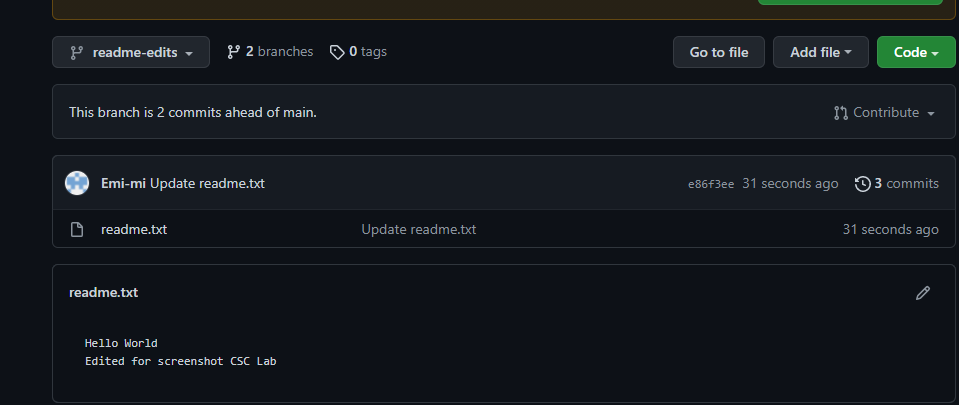 readme-edits 2 branches 0 tags Go to file Add file Code
This branch is 2 commits ahead of main. Contribute
Emi-mi Update readme.txt e86f3ee 31 seconds ago 3 commits
readme.txt Update readme.txt 31 seconds ago
readme.txt
Hello World
Edited for screenshot CSC Lab